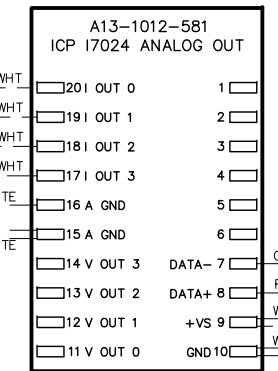 A13-1012-581
ICP I7024 ANALOG OUT
WHT 20 I OUT 0 1
WHT 19 I OUT 1 2
WHT 18 I OUT 2 3
WHT 17 I OUT 3 4
TE 16 A GND 5
TE 15 A GND 6
14 V OUT 3 DATA- 7
13 V OUT 2 DATA+ 8
12 V OUT 1 +VS 9
11 V OUT 0 GND 10